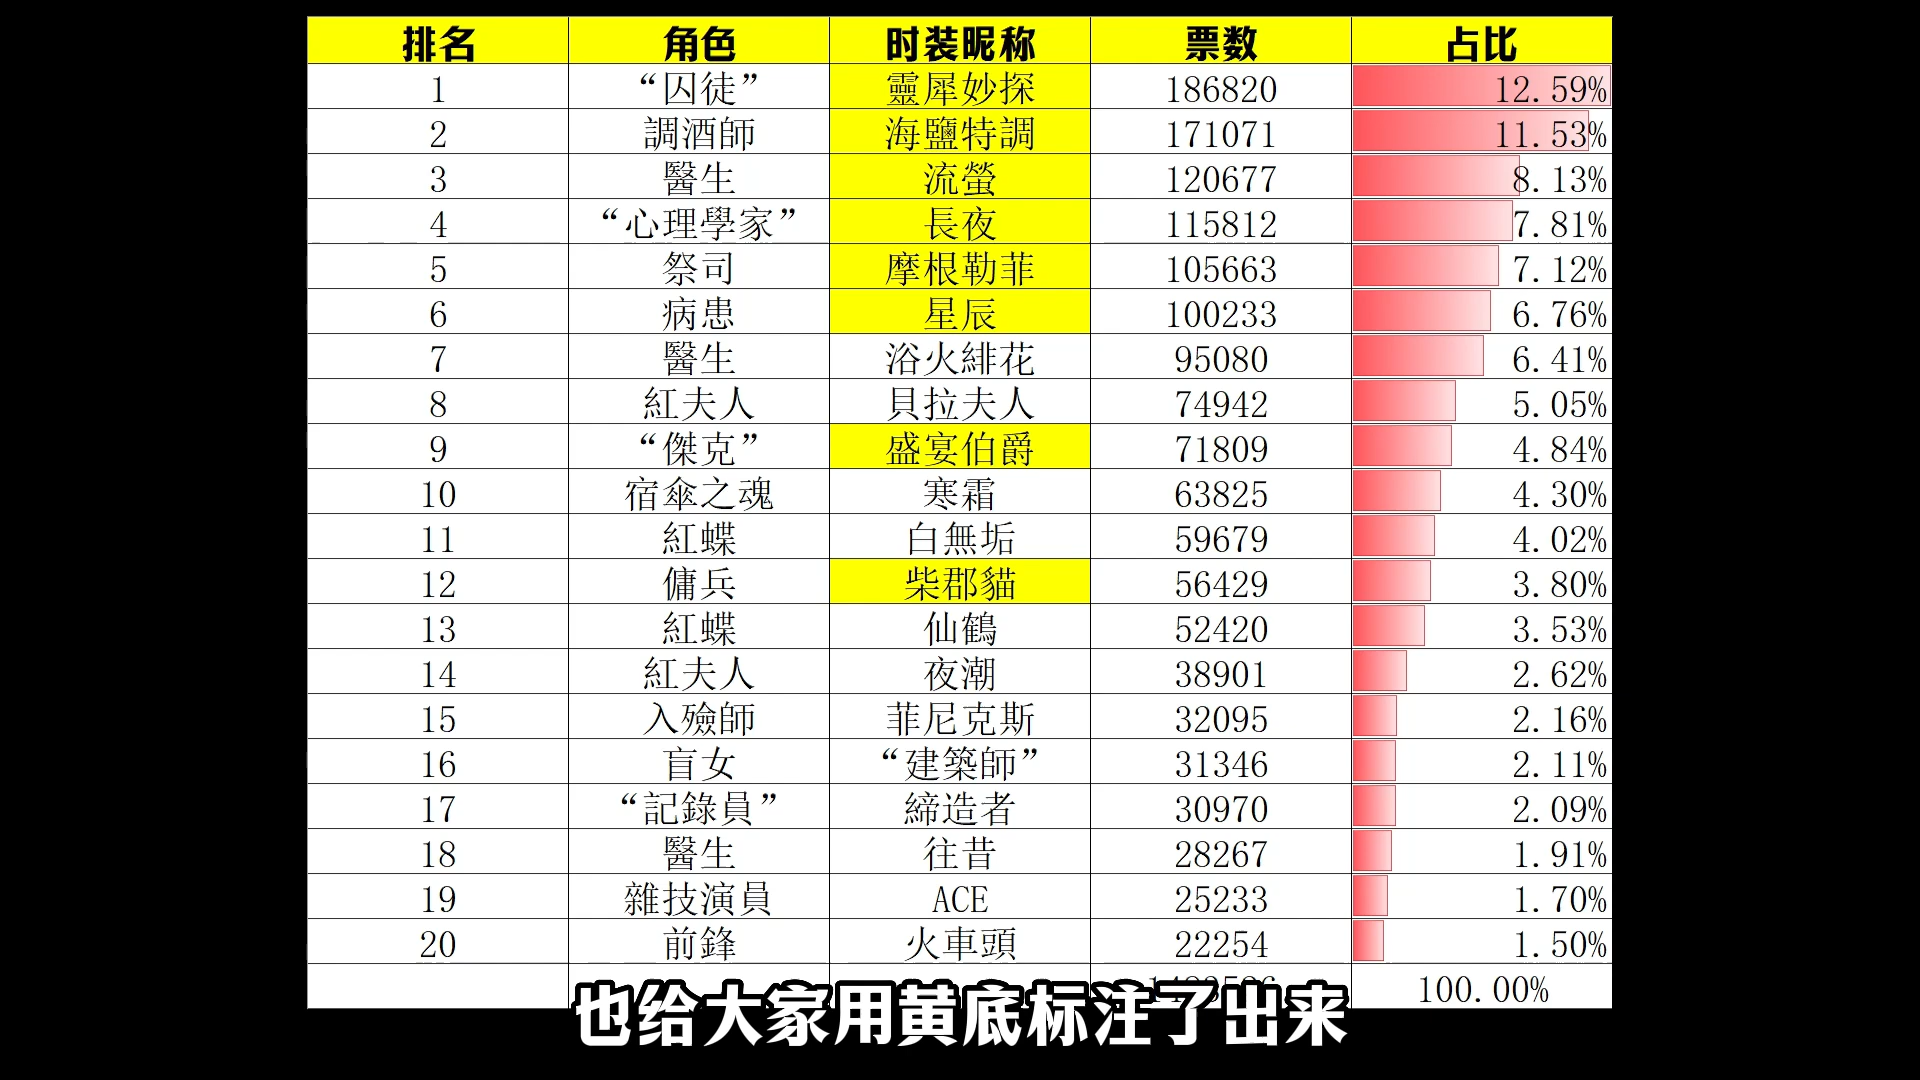 排名 角色 时装昵称 票数 占比
1 “囚徒” 靈犀妙探 186820 12.59%
2 調酒師 海鹽特調 171071 11.53%
3 醫生 流螢 120677 8.13%
4 “心理學家” 長夜 115812 7.81%
5 祭司 摩根勒菲 105663 7.12%
6 病患 星辰 100233 6.76%
7 醫生 浴火緋花 95080 6.41%
8 紅夫人 貝拉夫人 74942 5.05%
9 “傑克” 盛宴伯爵 71809 4.84%
10 宿傘之魂 寒霜 63825 4.30%
11 紅蝶 白無垢 59679 4.02%
12 傭兵 柴郡貓 56429 3.80%
13 紅蝶 仙鶴 52420 3.53%
14 紅夫人 夜潮 38901 2.62%
15 入殮師 菲尼克斯 32095 2.16%
16 盲女 “建築師” 31346 2.11%
17 “記錄員” 締造者 30970 2.09%
18 醫生 往昔 28267 1.91%
19 雜技演員 ACE 25233 1.70%
20 前鋒 火車頭 22254 1.50%
100.00%
也给大家用黄底标注了出来